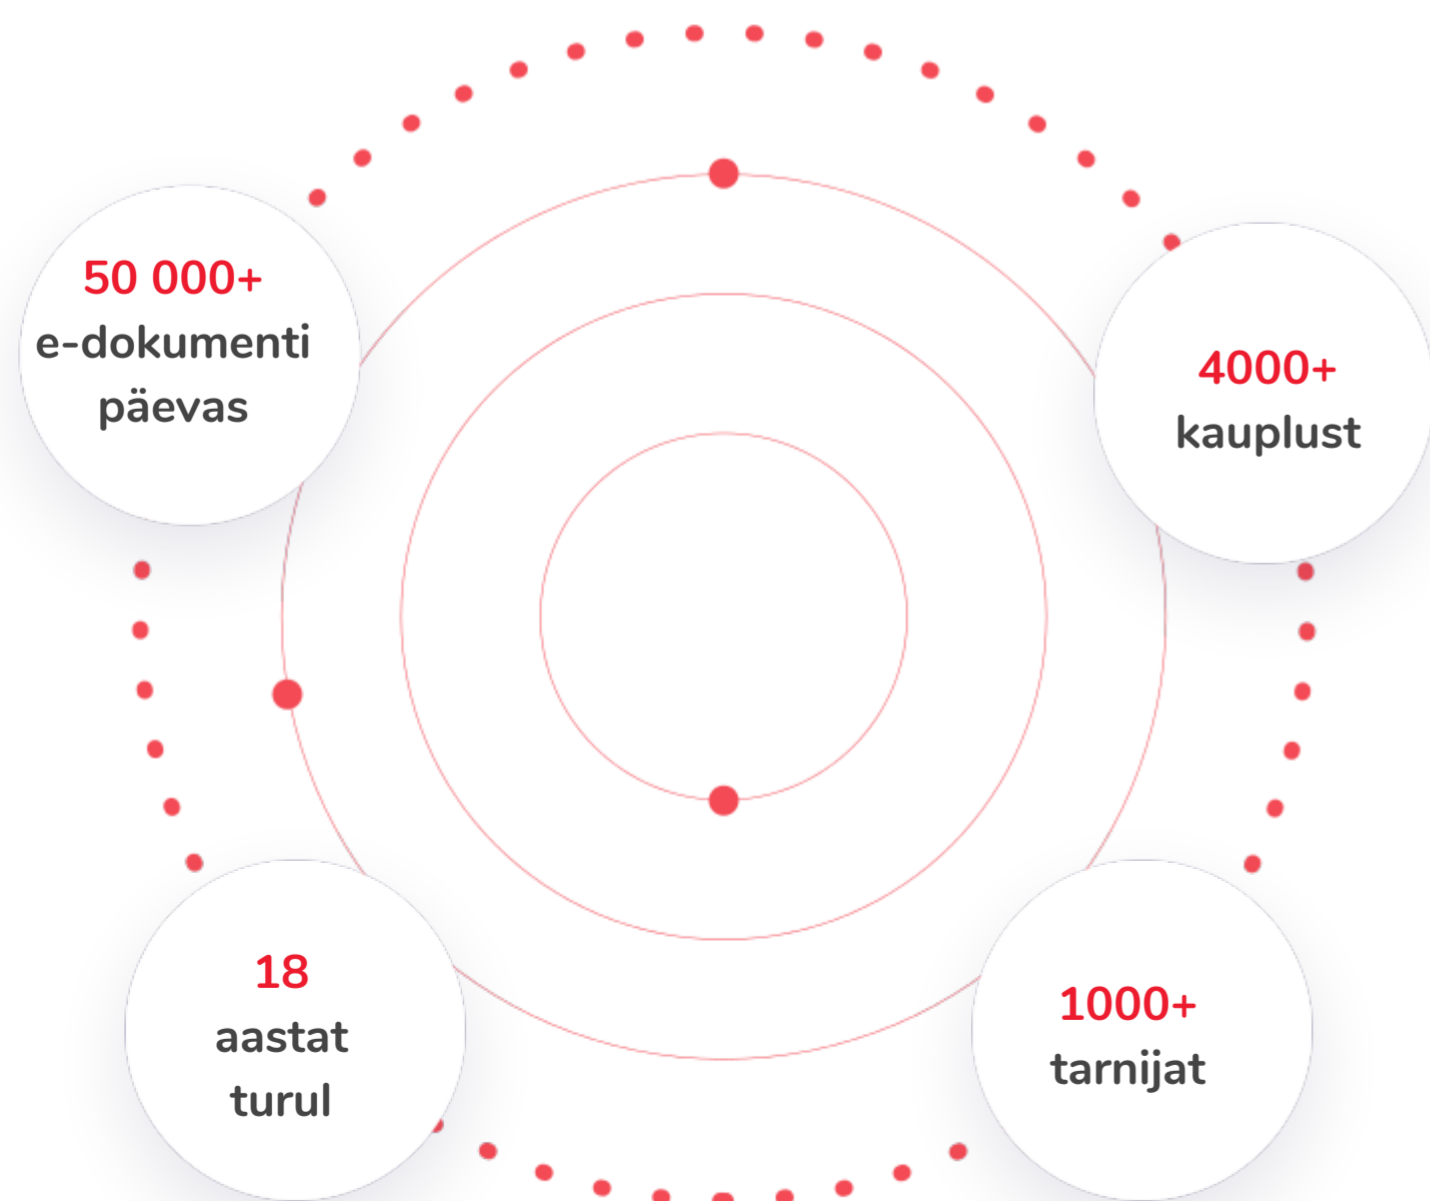 50 000+
e-dokumenti
päevas
4000+
kauplust
18
aastat
turul
1000+
tarnijat